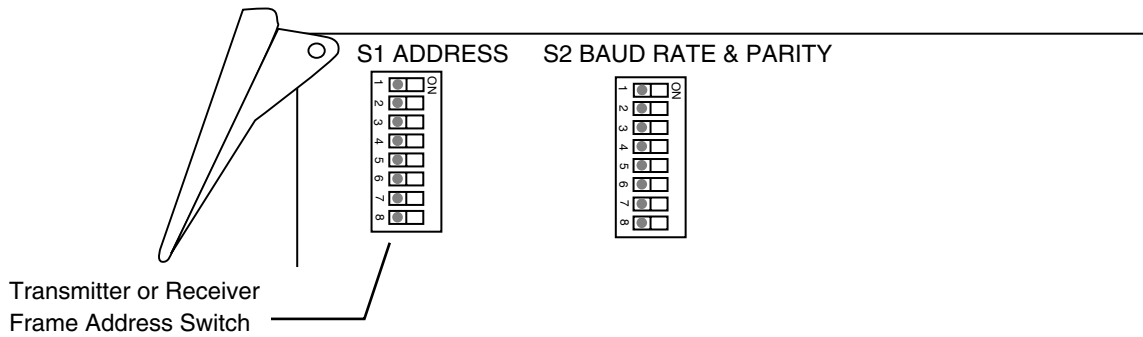 S1 ADDRESS
S2 BAUD RATE & PARITY
ON
1
2
3
4
5
6
7
8
ON
1
2
3
4
5
6
7
8
Transmitter or Receiver
Frame Address Switch